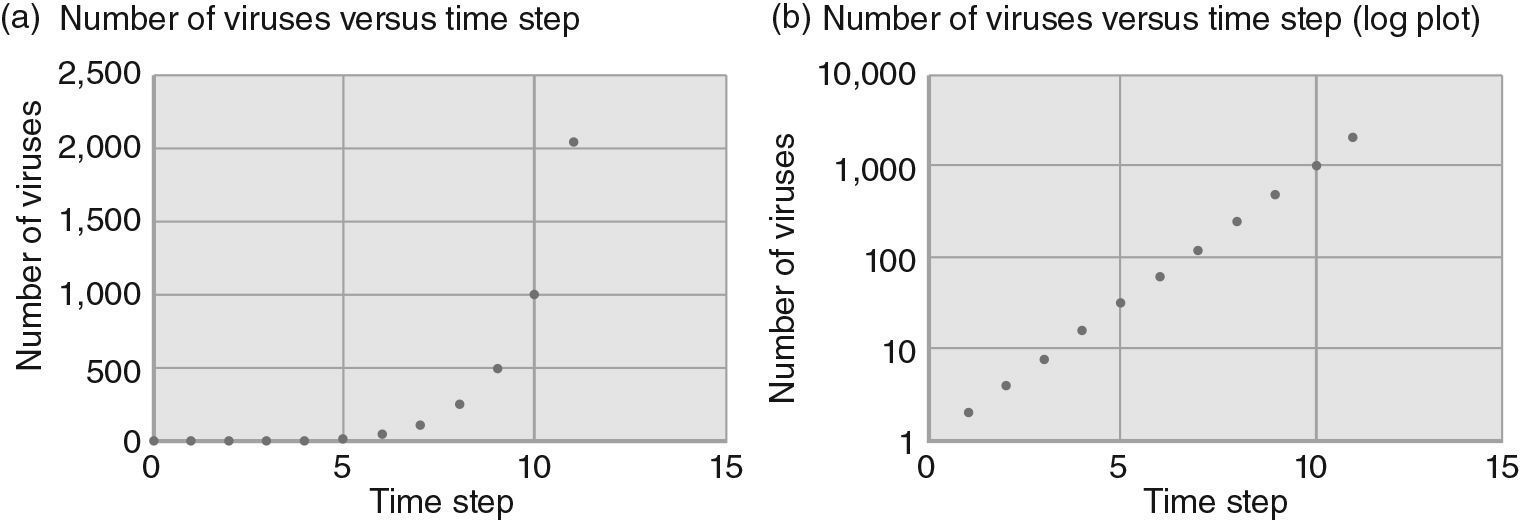 (a) Number of viruses versus time step
2,500
2,000
1,500
1,000
500
0
0 5 10 15
Number of viruses
Time step
(b) Number of viruses versus time step (log plot)
10,000
1,000
100
10
1
0 5 10 15
Number of viruses
Time step